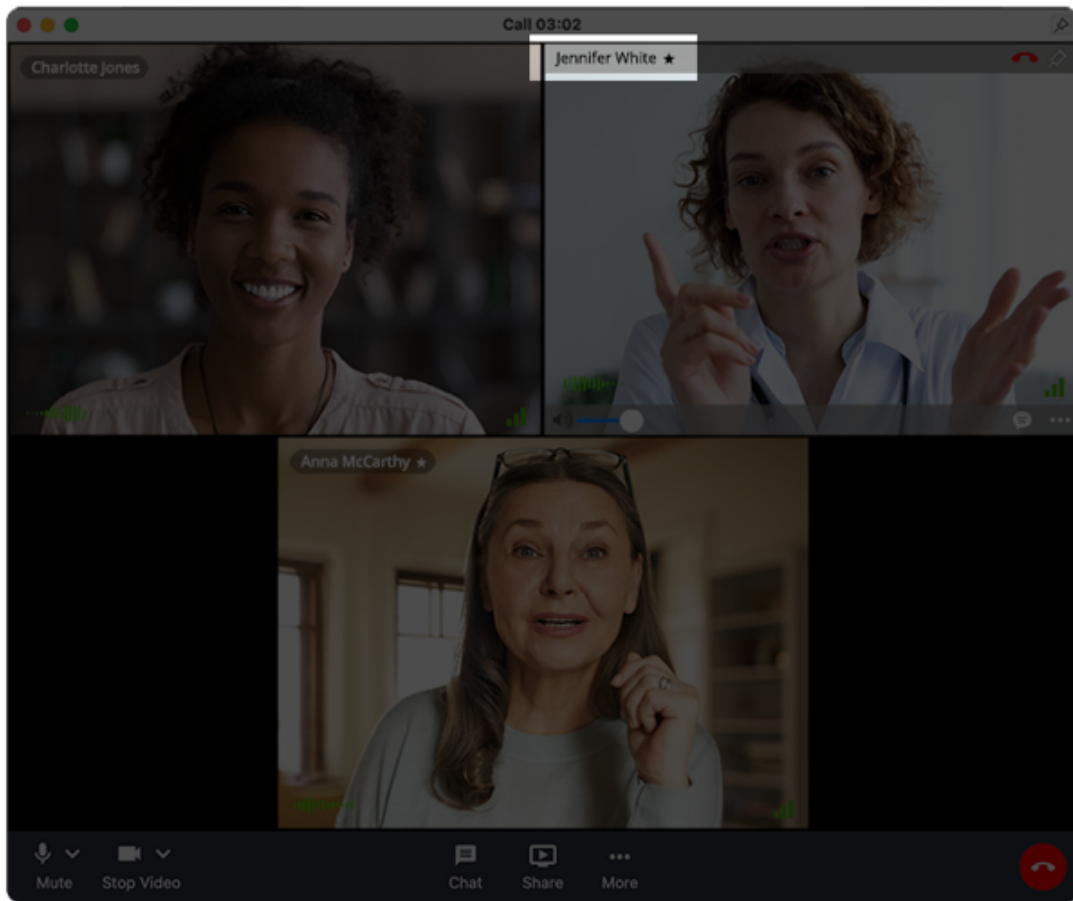 Call 03:02
Charlotte Jones
Jennifer White ★
Anna McCarthy ★
Mute
Stop Video
Chat
Share
More